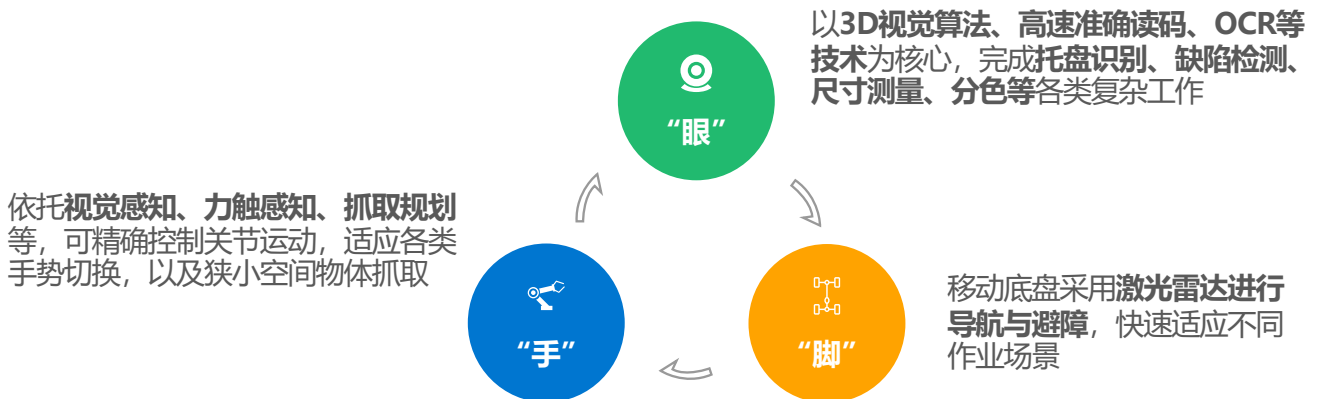 以3D视觉算法、高速准确读码、OCR等
技术为核心，完成托盘识别、缺陷检测、
尺寸测量、分色等各类复杂工作
“眼”
依托视觉感知、力触感知、抓取规划
等，可精确控制关节运动，适应各类
手势切换，以及狭小空间物体抓取
“手”
“脚”
移动底盘采用激光雷达进行
导航与避障，快速适应不同
作业场景